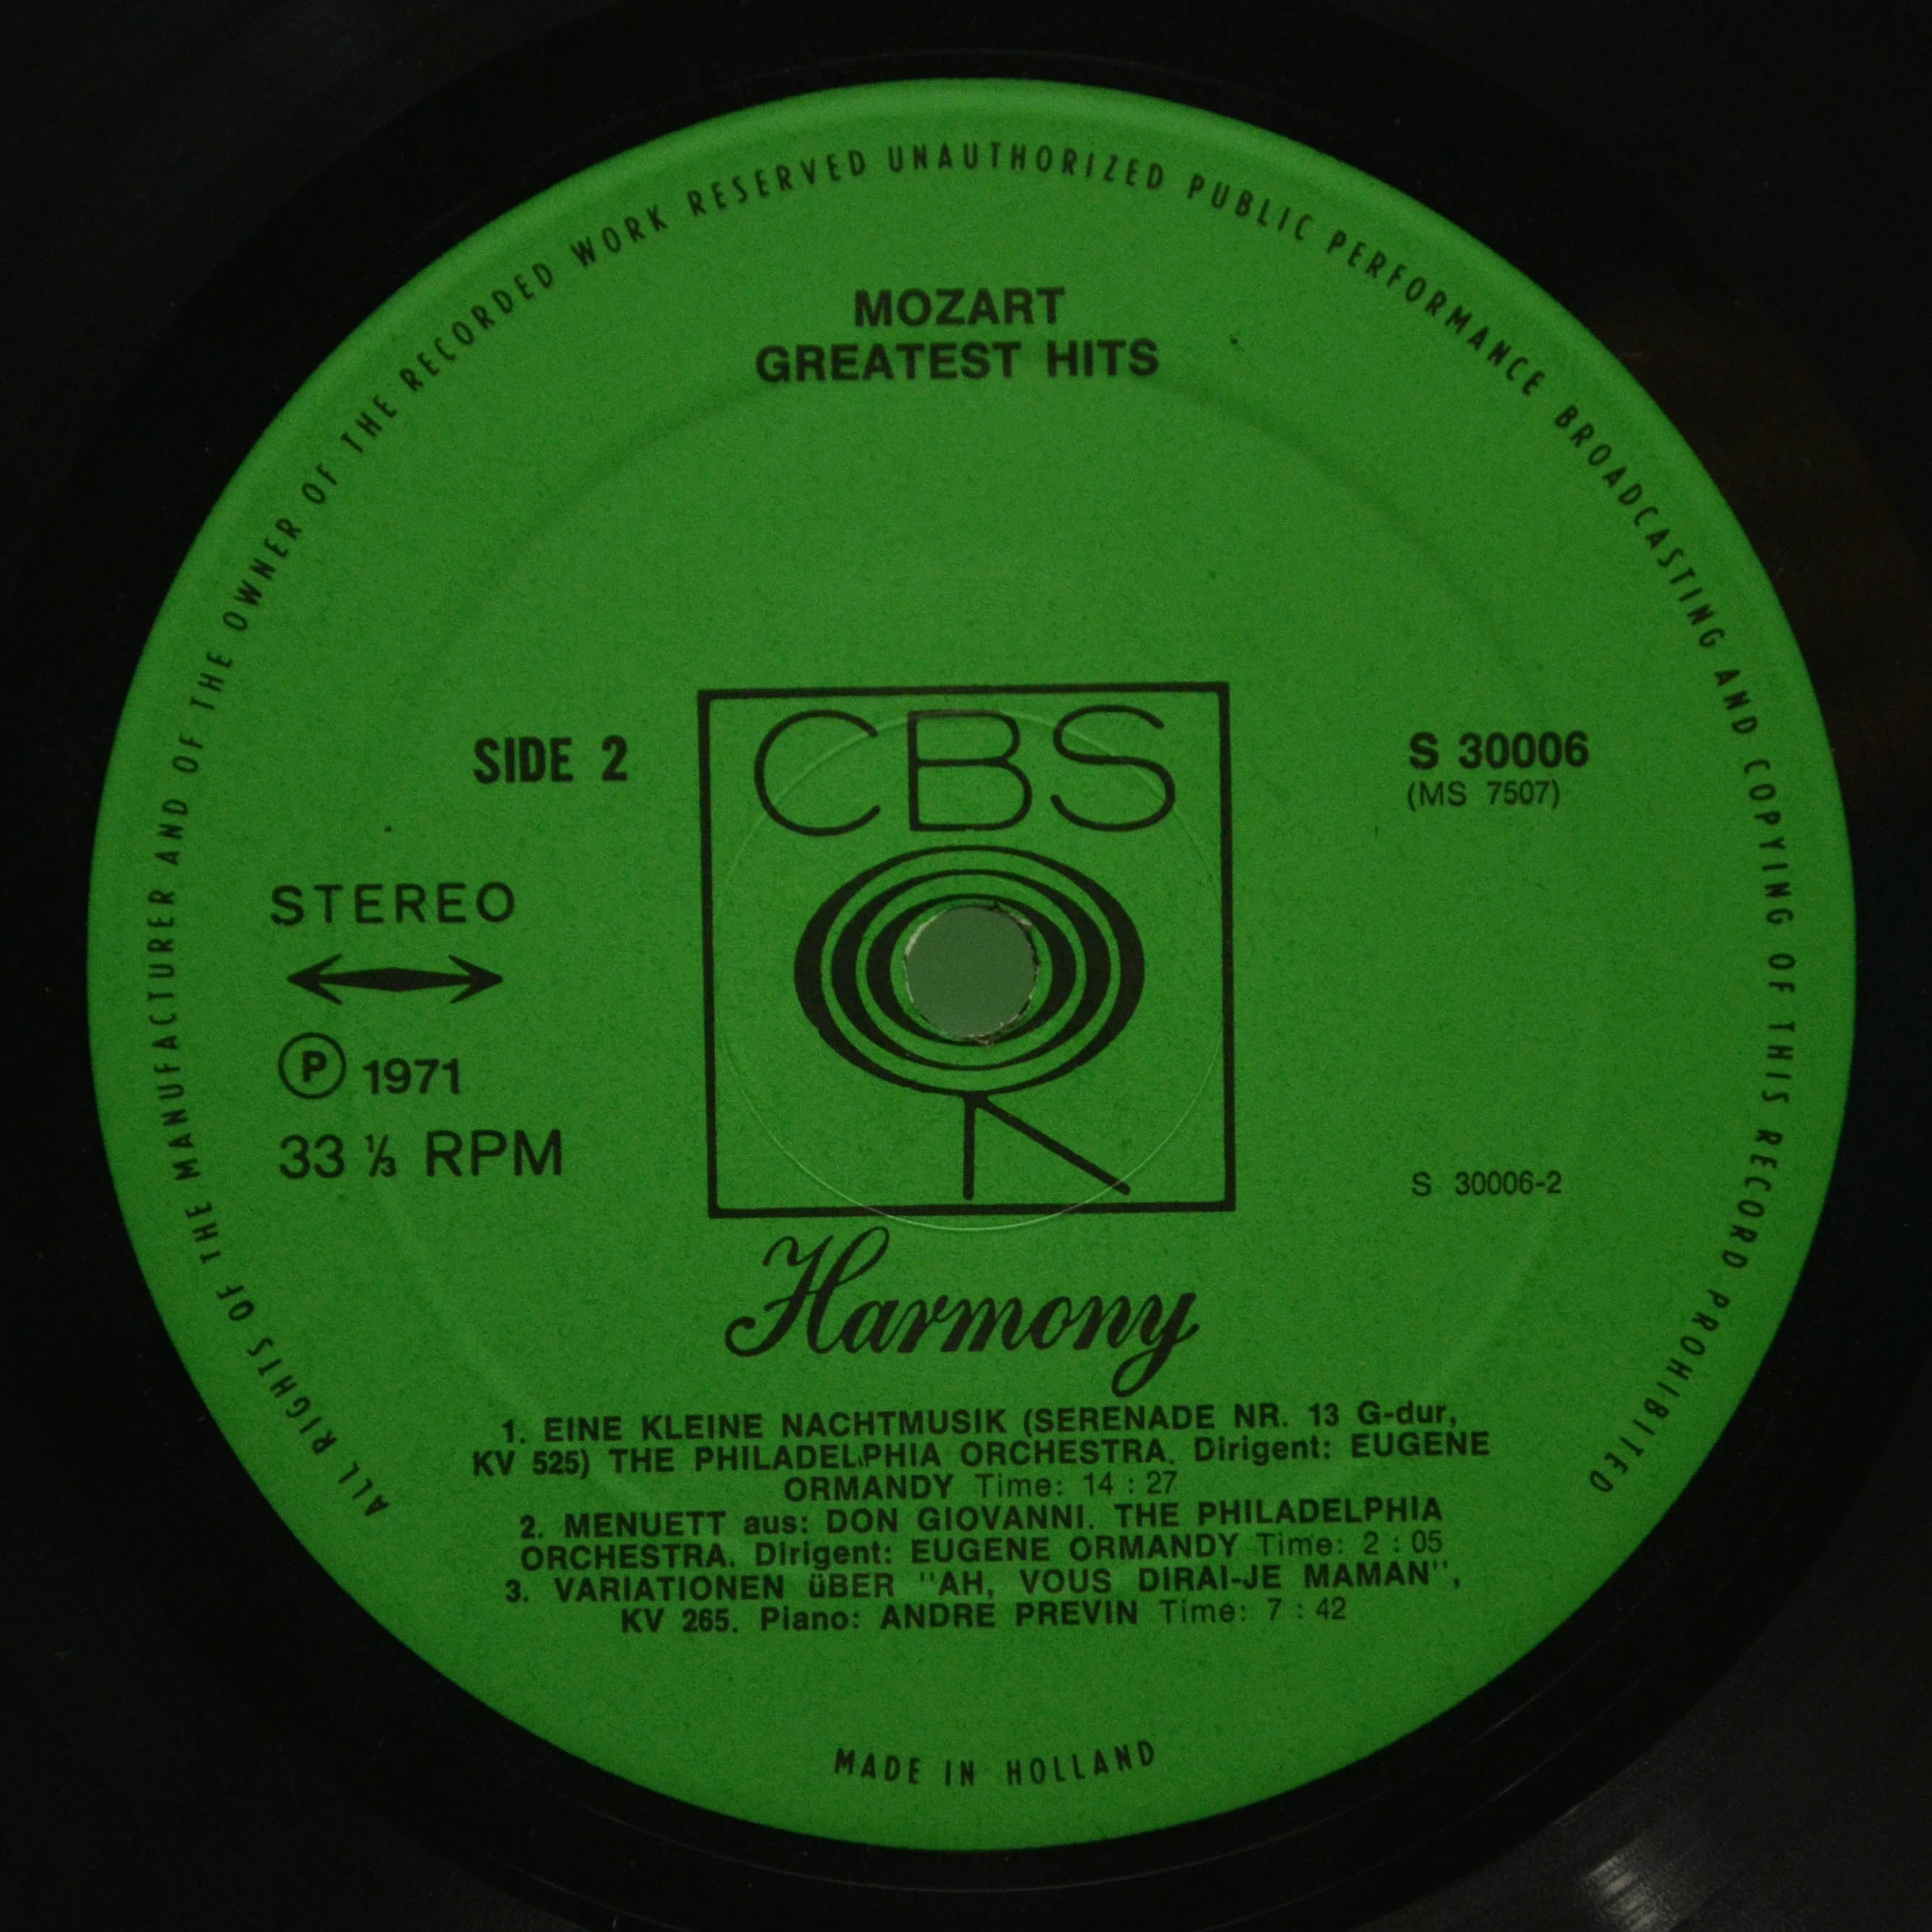 ALL RIGHTS OF THE MANUFACTURER AND OF THE OWNER OF THE RECORDED WORK RESERVED UNAUTHORIZED PUBLIC PERFORMANCE BROADCASTING AND COPYING OF THIS RECORD PROHIBITED
MOZART
GREATEST HITS
SIDE 2
CBS
S 30006
(MS 7507)
STEREO
Ⓟ 1971
33 ⅓ RPM
S 30006-2
Harmony
1. EINE KLEINE NACHTMUSIK (SERENADE NR. 13 G-dur,
KV 525) THE PHILADELPHIA ORCHESTRA. Dirigent: EUGENE
ORMANDY Time: 14 : 27
2. MENUETT aus: DON GIOVANNI. THE PHILADELPHIA
ORCHESTRA. Dirigent: EUGENE ORMANDY Time: 2 : 05
3. VARIATIONEN üBER "AH, VOUS DIRAI-JE MAMAN",
KV 265. Piano: ANDRE PREVIN Time: 7 : 42
MADE IN HOLLAND